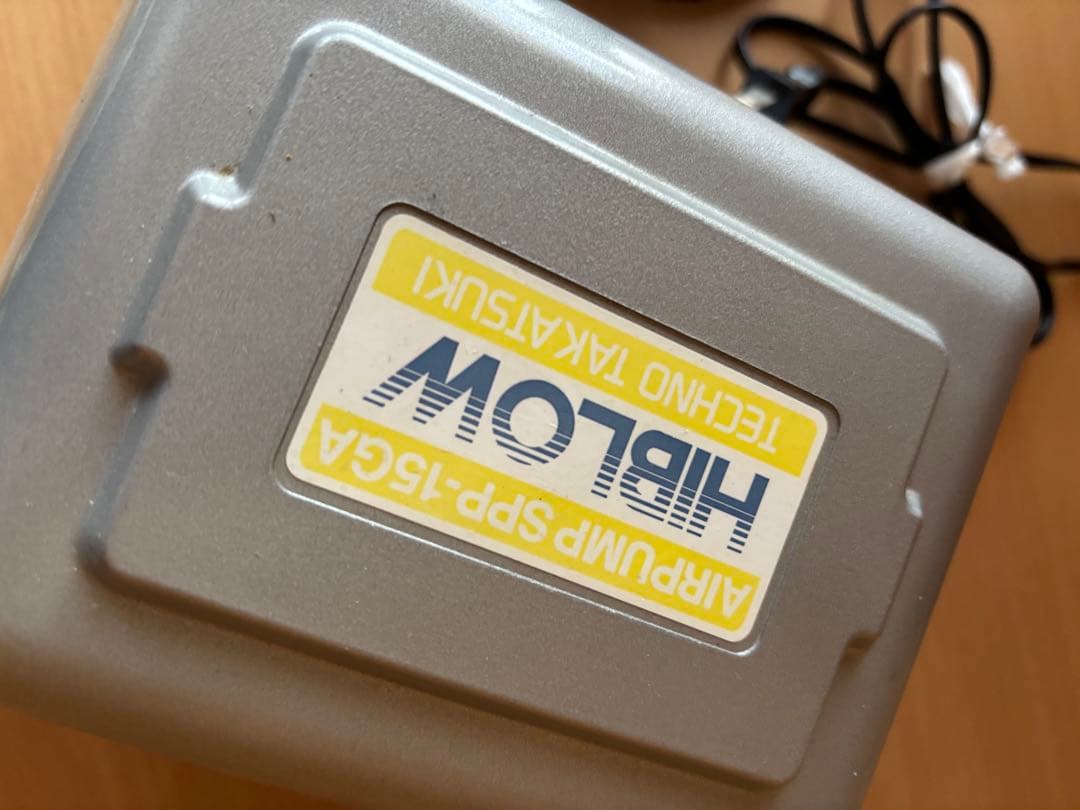 AIRPUMP SPP-15GA
HIBLOW
TECHNO TAKATSUKI